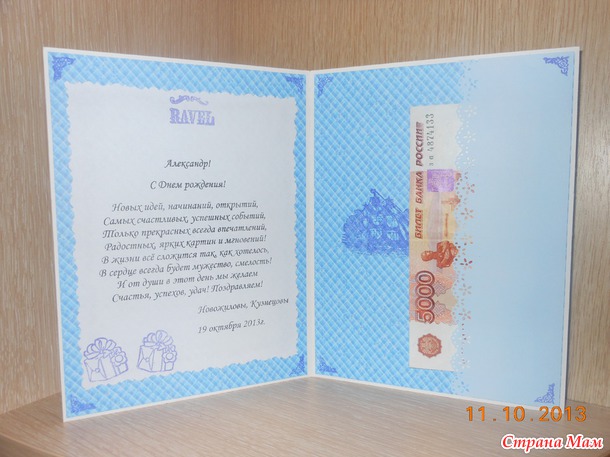 RAVEL
Александр!
С Днем рождения!
Новых идей, начинаний, открытий,
Самых счастливых, успешных событий,
Только прекрасных всегда впечатлений,
Радостных, ярких картин и мгновений!
В жизни всё сложится так, как хотелось,
В сердце всегда будет мужество, смелость!
И от души в этот день мы желаем
Счастья, успехов, удач! Поздравляем!
Новожиловы, Кузнецовы
19 октября 2013г.
4874133
БИЛЕТ БАНКА РОССИИ
5000
11.10.2013
Страна Мам